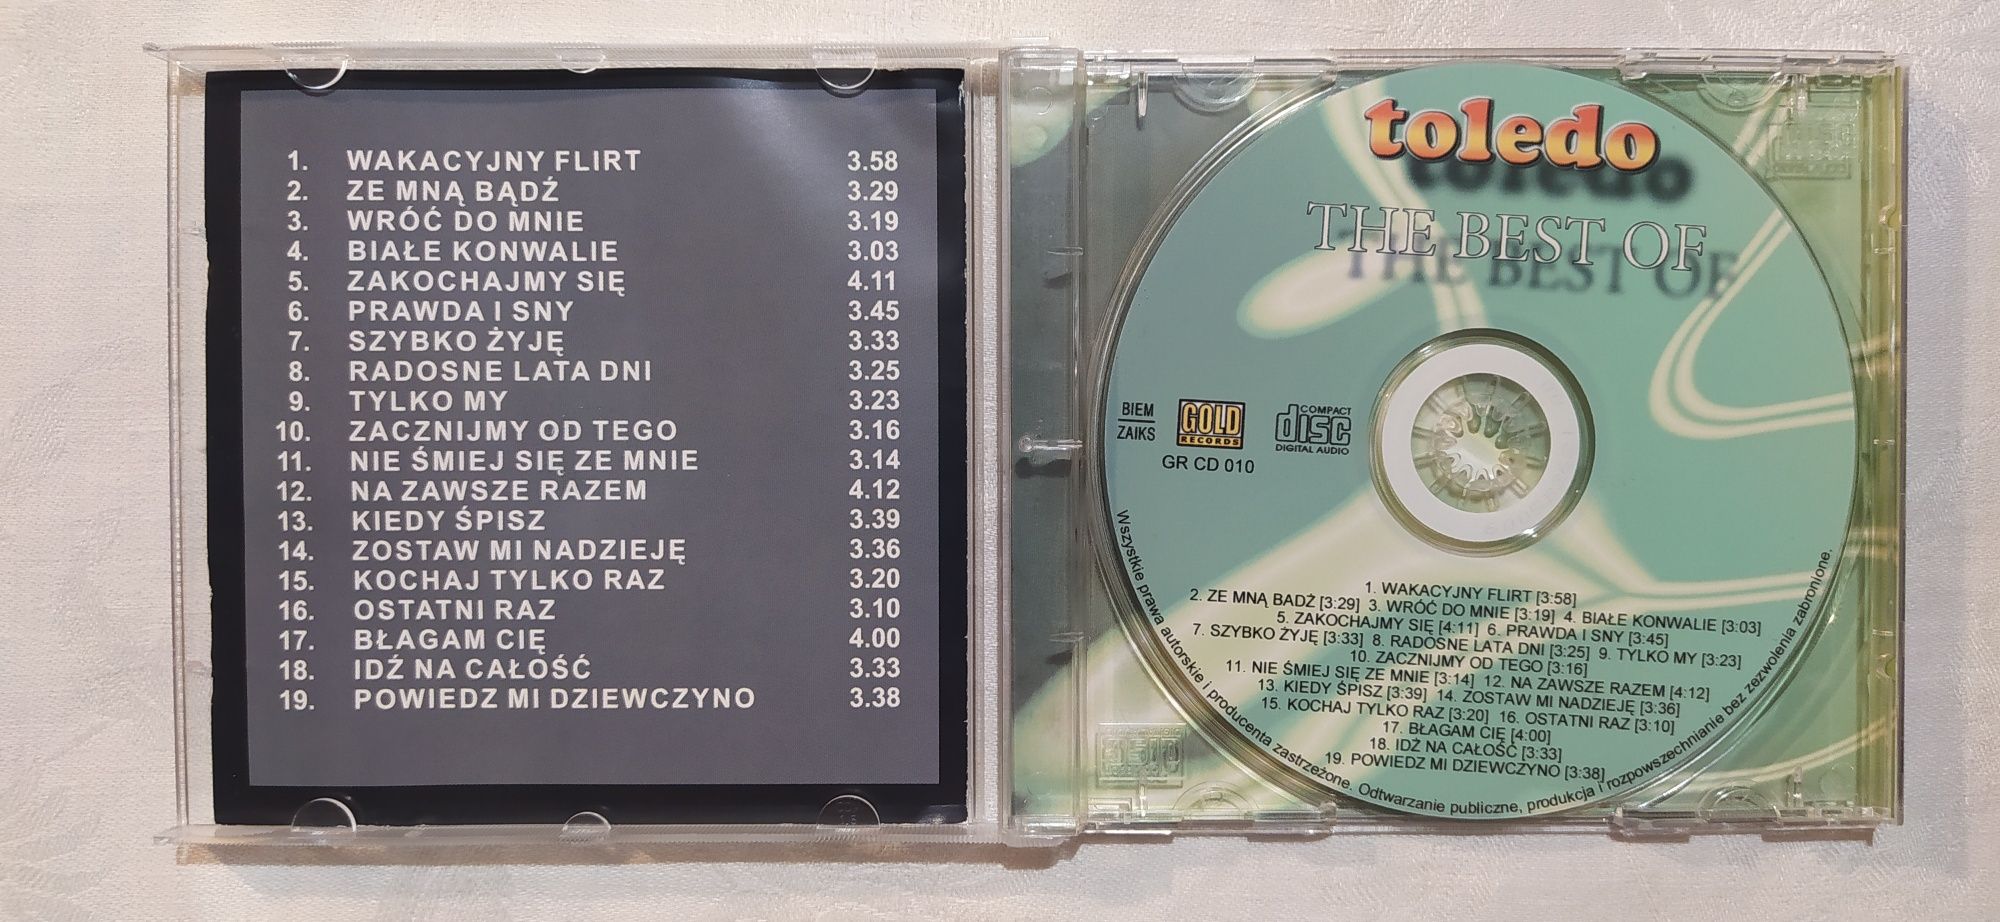 1. WAKACYJNY FLIRT 3.58
2. ZE MNĄ BĄDŹ 3.29
3. WRÓĆ DO MNIE 3.19
4. BIAŁE KONWALIE 3.03
5. ZAKOCHAJMY SIĘ 4.11
6. PRAWDA I SNY 3.45
7. SZYBKO ŻYJĘ 3.33
8. RADOSNE LATA DNI 3.25
9. TYLKO MY 3.23
10. ZACZNIJMY OD TEGO 3.16
11. NIE ŚMIEJ SIĘ ZE MNIE 3.14
12. NA ZAWSZE RAZEM 4.12
13. KIEDY ŚPISZ 3.39
14. ZOSTAW MI NADZIEJĘ 3.36
15. KOCHAJ TYLKO RAZ 3.20
16. OSTATNI RAZ 3.10
17. BŁAGAM CIĘ 4.00
18. IDŹ NA CAŁOŚĆ 3.33
19. POWIEDZ MI DZIEWCZYNO 3.38
toledo
THE BEST OF
BIEM
ZAIKS
GOLD
RECORDS
COMPACT
disc
DIGITAL AUDIO
GR CD 010
1. WAKACYJNY FLIRT [3:58]
2. ZE MNĄ BĄDŹ [3:29] 3. WRÓĆ DO MNIE [3:19] 4. BIAŁE KONWALIE [3:03]
5. ZAKOCHAJMY SIĘ [4:11] 6. PRAWDA I SNY [3:45]
7. SZYBKO ŻYJĘ [3:33] 8. RADOSNE LATA DNI [3:25] 9. TYLKO MY [3:23]
10. ZACZNIJMY OD TEGO [3:16]
11. NIE ŚMIEJ SIĘ ZE MNIE [3:14] 12. NA ZAWSZE RAZEM [4:12]
13. KIEDY ŚPISZ [3:39] 14. ZOSTAW MI NADZIEJĘ [3:36]
15. KOCHAJ TYLKO RAZ [3:20] 16. OSTATNI RAZ [3:10]
17. BŁAGAM CIĘ [4:00]
18. IDŹ NA CAŁOŚĆ [3:33]
19. POWIEDZ MI DZIEWCZYNO [3:38]
Wszystkie prawa autorskie i producenta zastrzeżone. Odtwarzanie publiczne, produkcja i rozpowszechnianie bez zezwolenia zabronione.